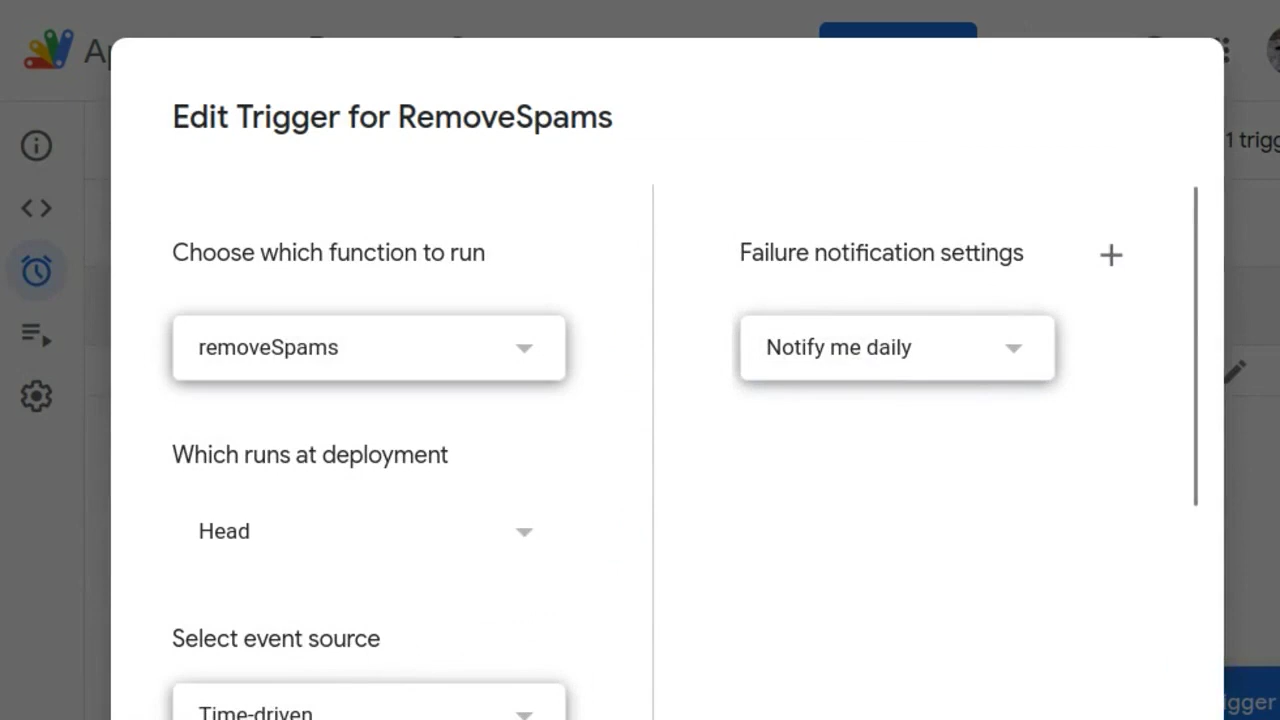 Edit Trigger for RemoveSpams
1
Choose which function to run
Failure notification settings
removeSpams
Notify me daily
Which runs at deployment
Head
Select event source
Time-driven